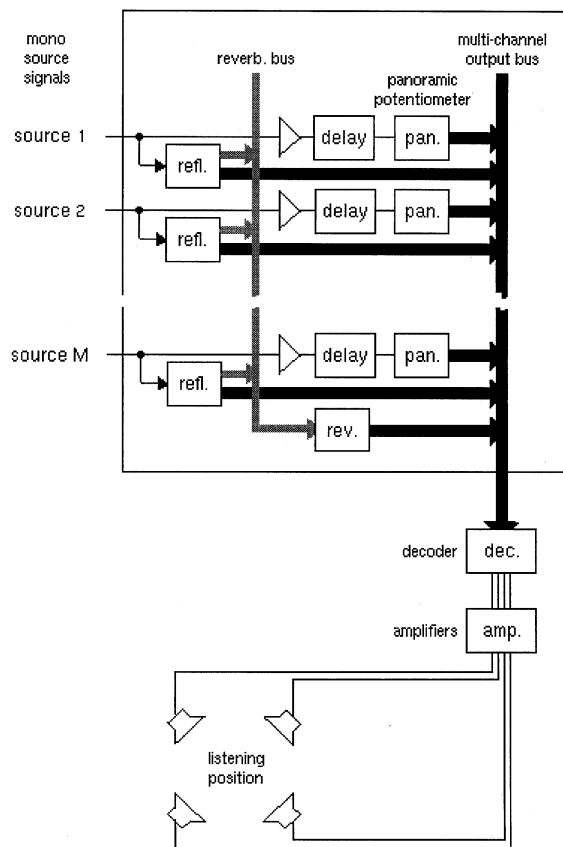 mono
source
signals
reverb. bus
multi-channel
output bus
panoramic
potentiometer
source 1
delay
pan.
refl.
source 2
delay
pan.
refl.
source M
delay
pan.
refl.
rev.
decoder
dec.
amplifiers
amp.
listening
position